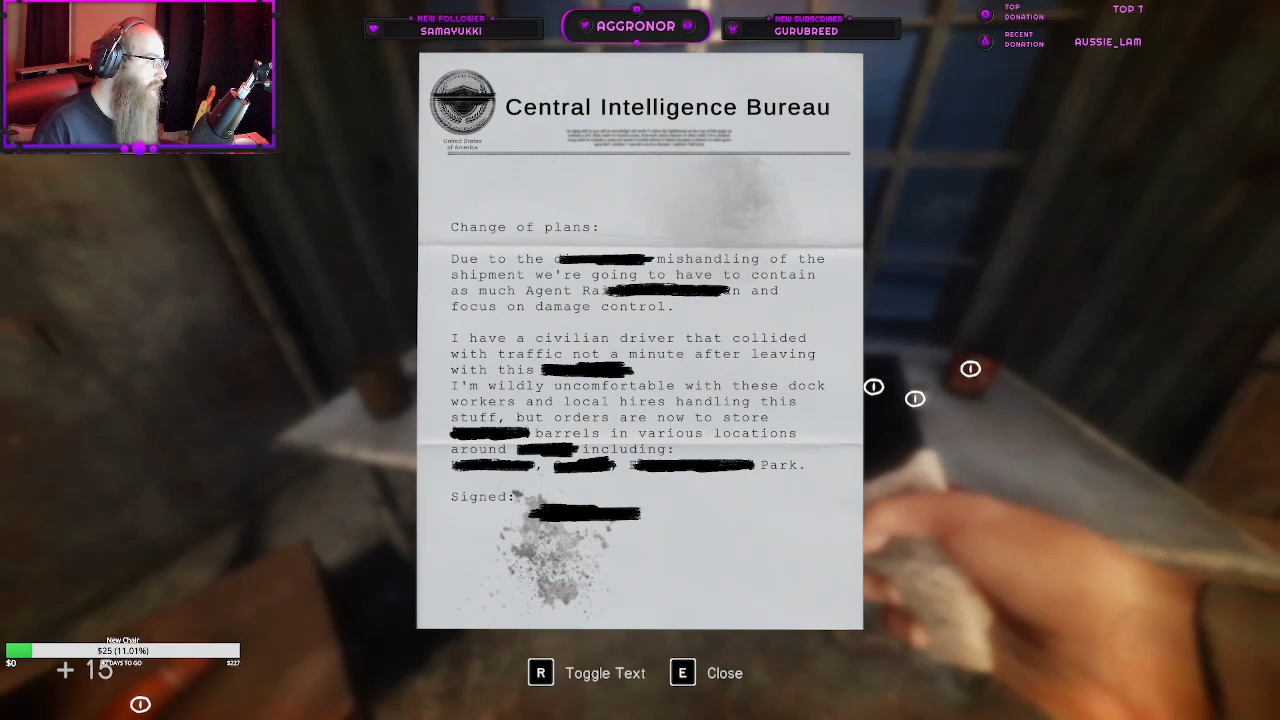 NEW FOLLOWER
SAMAYUKKI
AGGRONOR
NEW SUBSCRIBED
GURUBREED
TOP
DONATION
TOP T
RECENT
DONATION
AUSSIE_LAM
Central Intelligence Bureau
United States
of America
Change of plans:
Due to the mishandling of the
shipment we're going to have to contain
as much Agent Rai n and
focus on damage control.
I have a civilian driver that collided
with traffic not a minute after leaving
with this
I'm wildly uncomfortable with these dock
workers and local hires handling this
stuff, but orders are now to store
barrels in various locations
around including:
, , Park.
Signed:
New Chair
$25 (11.01%)
$0
DAYS TO GO
$227
+ 15
R Toggle Text E Close